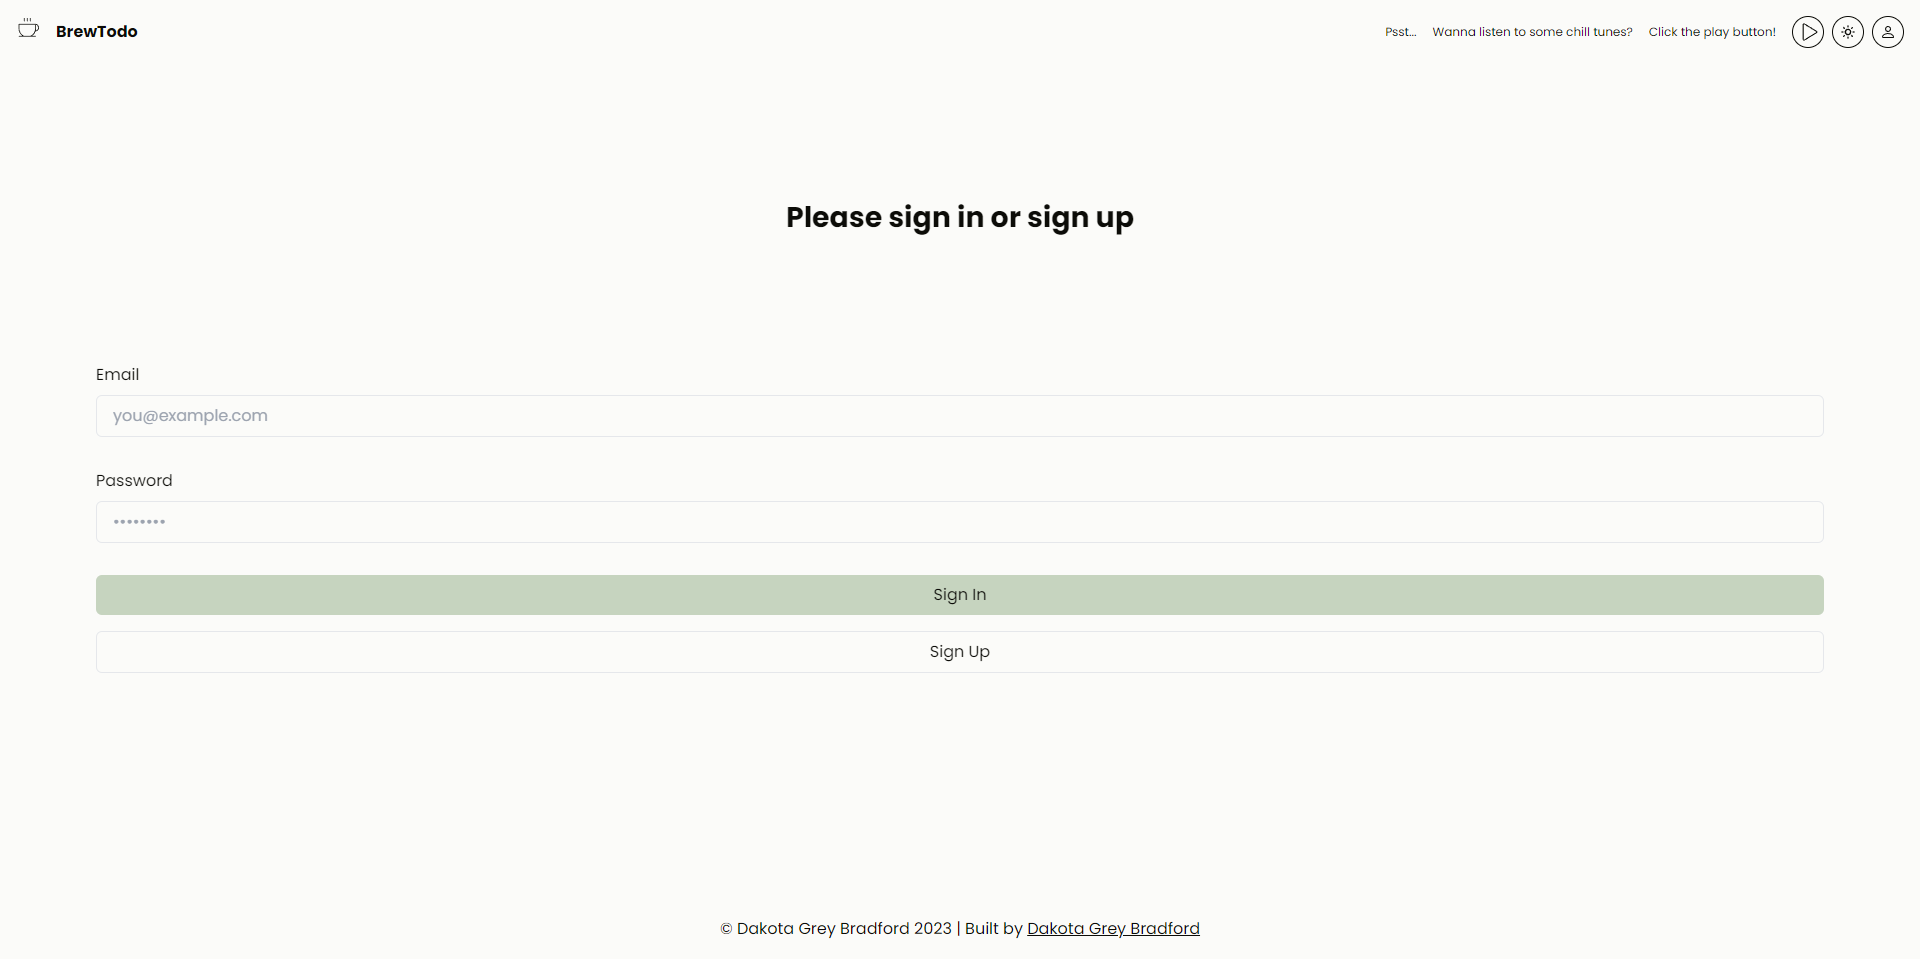 BrewTodo
Psst... Wanna listen to some chill tunes? Click the play button!
Please sign in or sign up
Email
you@example.com
Password
••••••••
Sign In
Sign Up
© Dakota Grey Bradford 2023 | Built by Dakota Grey Bradford